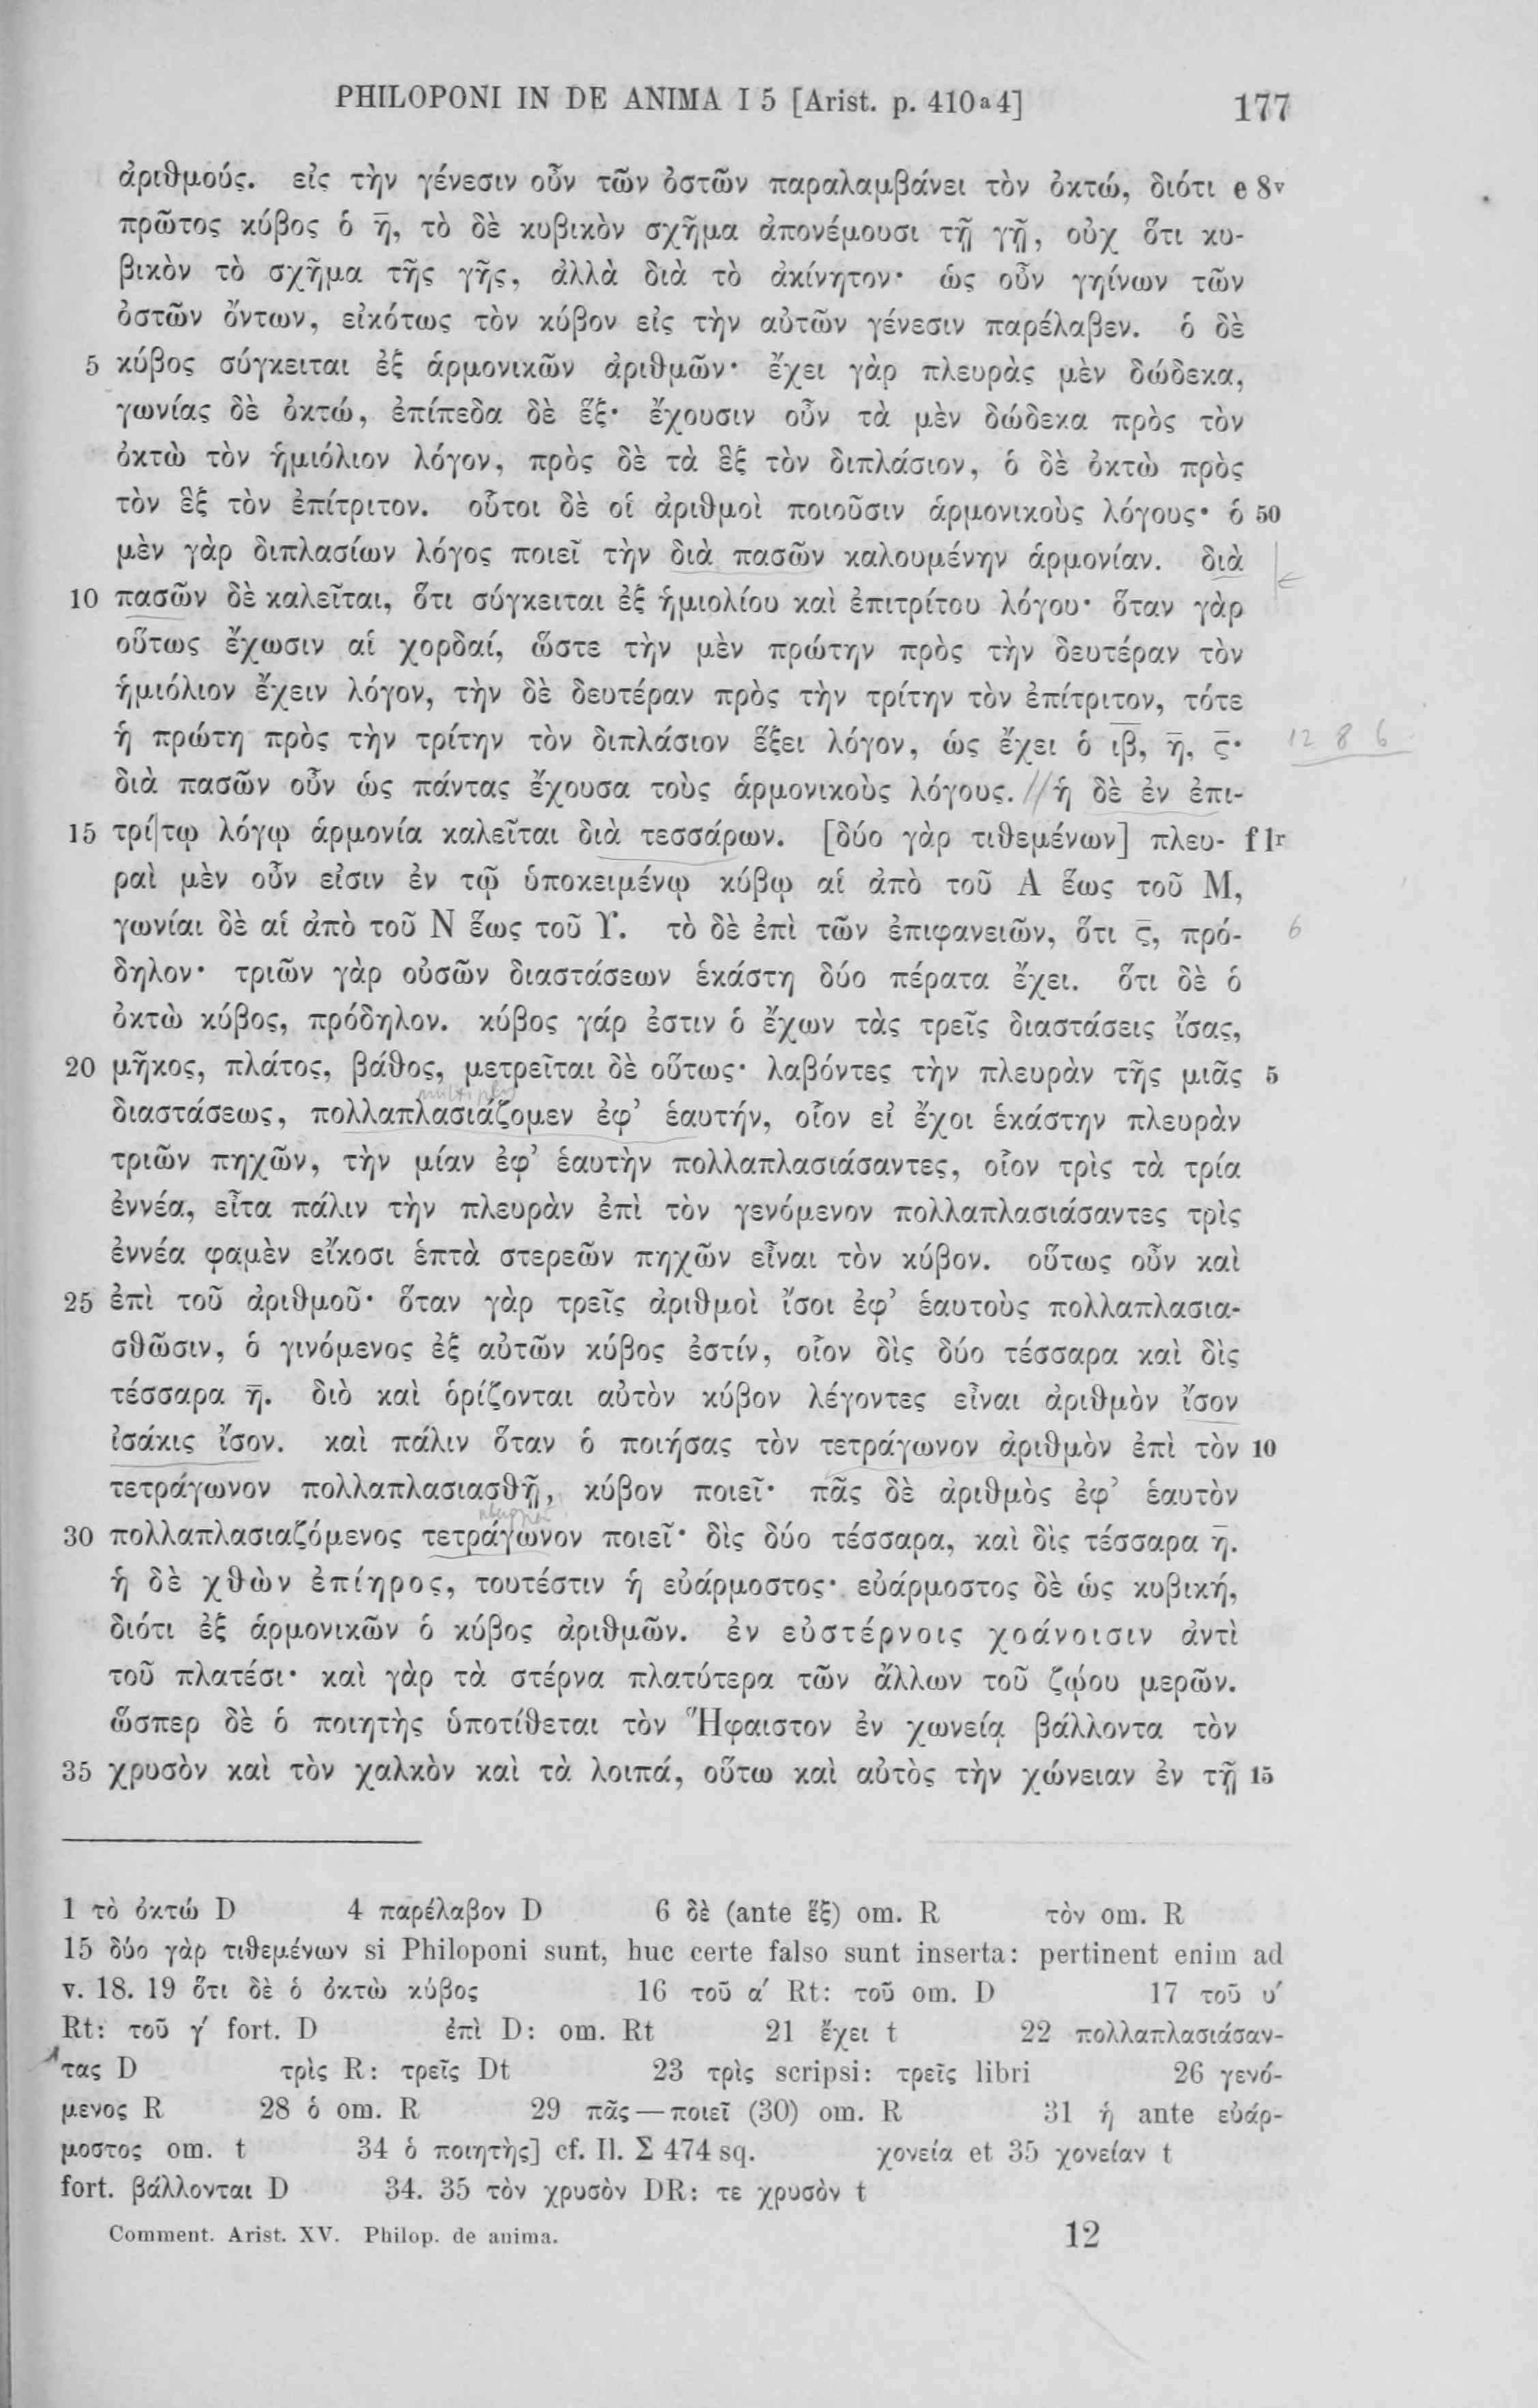 PHILOPONI IN DE ANIMA I 5 [Arist. p. 410a4] 177
ἀριθμούς. εἰς τὴν γένεσιν οὖν τῶν ὀστῶν παραλαμβάνει τὸν ὀκτώ, διότι e 8v
πρῶτος κύβος ὁ η̄, τὸ δὲ κυβικὸν σχῆμα ἀπονέμουσι τῇ γῇ, οὐχ ὅτι κυ-
βικὸν τὸ σχῆμα τῆς γῆς, ἀλλὰ διὰ τὸ ἀκίνητον· ὡς οὖν γηίνων τῶν
ὀστῶν ὄντων, εἰκότως τὸν κύβον εἰς τὴν αὐτῶν γένεσιν παρέλαβεν. ὁ δὲ
5 κύβος σύγκειται ἐξ ἁρμονικῶν ἀριθμῶν· ἔχει γὰρ πλευρὰς μὲν δώδεκα,
γωνίας δὲ ὀκτώ, ἐπίπεδα δὲ ἕξ· ἔχουσιν οὖν τὰ μὲν δώδεκα πρὸς τὸν
ὀκτὼ τὸν ἡμιόλιον λόγον, πρὸς δὲ τὰ ἓξ τὸν διπλάσιον, ὁ δὲ ὀκτὼ πρὸς
τὸν ἓξ τὸν ἐπίτριτον. οὗτοι δὲ οἱ ἀριθμοὶ ποιοῦσιν ἁρμονικοὺς λόγους· ὁ 50
μὲν γὰρ διπλασίων λόγος ποιεῖ τὴν διὰ πασῶν καλουμένην ἁρμονίαν. διὰ
10 πασῶν δὲ καλεῖται, ὅτι σύγκειται ἐξ ἡμιολίου καὶ ἐπιτρίτου λόγου· ὅταν γὰρ
οὕτως ἔχωσιν αἱ χορδαί, ὥστε τὴν μὲν πρώτην πρὸς τὴν δευτέραν τὸν
ἡμιόλιον ἔχειν λόγον, τὴν δὲ δευτέραν πρὸς τὴν τρίτην τὸν ἐπίτριτον, τότε
ἡ πρώτη πρὸς τὴν τρίτην τὸν διπλάσιον ἕξει λόγον, ὡς ἔχει ὁ ιβ̄, η̄, ς̄· 12 8 6
διὰ πασῶν οὖν ὡς πάντας ἔχουσα τοὺς ἁρμονικοὺς λόγους. // ἡ δὲ ἐν ἐπι-
15 τρί|τῳ λόγῳ ἁρμονία καλεῖται διὰ τεσσάρων. [δύο γὰρ τιθεμένων] πλευ- f 1r
ραὶ μὲν οὖν εἰσιν ἐν τῷ ὑποκειμένῳ κύβῳ αἱ ἀπὸ τοῦ Α ἕως τοῦ Μ,
γωνίαι δὲ αἱ ἀπὸ τοῦ Ν ἕως τοῦ Υ. τὸ δὲ ἐπὶ τῶν ἐπιφανειῶν, ὅτι ς̄, πρό- 6
δηλον· τριῶν γὰρ οὐσῶν διαστάσεων ἑκάστη δύο πέρατα ἔχει. ὅτι δὲ ὁ
ὀκτὼ κύβος, πρόδηλον. κύβος γάρ ἐστιν ὁ ἔχων τὰς τρεῖς διαστάσεις ἴσας,
20 μῆκος, πλάτος, βάθος, μετρεῖται δὲ οὕτως· λαβόντες τὴν πλευρὰν τῆς μιᾶς 5
διαστάσεως, πολλαπλασιάζομεν ἐφ’ ἑαυτήν, οἷον εἰ ἔχοι ἑκάστην πλευρὰν
τριῶν πηχῶν, τὴν μίαν ἐφ’ ἑαυτὴν πολλαπλασιάσαντες, οἷον τρὶς τὰ τρία
ἐννέα, εἶτα πάλιν τὴν πλευρὰν ἐπὶ τὸν γενόμενον πολλαπλασιάσαντες τρὶς
ἐννέα φαμὲν εἴκοσι ἑπτὰ στερεῶν πηχῶν εἶναι τὸν κύβον. οὕτως οὖν καὶ
25 ἐπὶ τοῦ ἀριθμοῦ· ὅταν γὰρ τρεῖς ἀριθμοὶ ἴσοι ἐφ’ ἑαυτοὺς πολλαπλασια-
σθῶσιν, ὁ γινόμενος ἐξ αὐτῶν κύβος ἐστίν, οἷον δὶς δύο τέσσαρα καὶ δὶς
τέσσαρα η̄. διὸ καὶ ὁρίζονται αὐτὸν κύβον λέγοντες εἶναι ἀριθμὸν ἴσον
ἰσάκις ἴσον. καὶ πάλιν ὅταν ὁ ποιήσας τὸν τετράγωνον ἀριθμὸν ἐπὶ τὸν 10
τετράγωνον πολλαπλασιασθῇ, κύβον ποιεῖ· πᾶς δὲ ἀριθμὸς ἐφ’ ἑαυτὸν
30 πολλαπλασιαζόμενος τετράγωνον ποιεῖ· δὶς δύο τέσσαρα, καὶ δὶς τέσσαρα η̄.
ἡ δὲ χθὼν ἐπίηρος, τουτέστιν ἡ εὐάρμοστος· εὐάρμοστος δὲ ὡς κυβική,
διότι ἐξ ἁρμονικῶν ὁ κύβος ἀριθμῶν. ἐν εὐστέρνοις χοάνοισιν ἀντὶ
τοῦ πλατέσι· καὶ γὰρ τὰ στέρνα πλατύτερα τῶν ἄλλων τοῦ ζῴου μερῶν.
ὥσπερ δὲ ὁ ποιητὴς ὑποτίθεται τὸν Ἥφαιστον ἐν χωνείᾳ βάλλοντα τὸν
35 χρυσὸν καὶ τὸν χαλκὸν καὶ τὰ λοιπά, οὕτω καὶ αὐτὸς τὴν χώνειαν ἐν τῇ 15
1 τὸ ὀκτώ D 4 παρέλαβον D 6 δὲ (ante ἕξ) om. R τὸν om. R
15 δύο γὰρ τιθεμένων si Philoponi sunt, huc certe falso sunt inserta: pertinent enim ad
v. 18. 19 ὅτι δὲ ὁ ὀκτὼ κύβος 16 τοῦ α′ Rt: τοῦ om. D 17 τοῦ υ′
Rt: τοῦ γ′ fort. D ἐπὶ D: om. Rt 21 ἔχει t 22 πολλαπλασιάσαν-
τας D τρὶς R: τρεῖς Dt 23 τρὶς scripsi: τρεῖς libri 26 γενό-
μενος R 28 ὁ om. R 29 πᾶς — ποιεῖ (30) om. R 31 ἡ ante εὐάρ-
μοστος om. t 34 ὁ ποιητὴς] cf. Il. Σ 474 sq. χονεία et 35 χονείαν t
fort. βάλλονται D 34. 35 τὸν χρυσὸν DR: τε χρυσὸν t
Comment. Arist. XV. Philop. de anima. 12